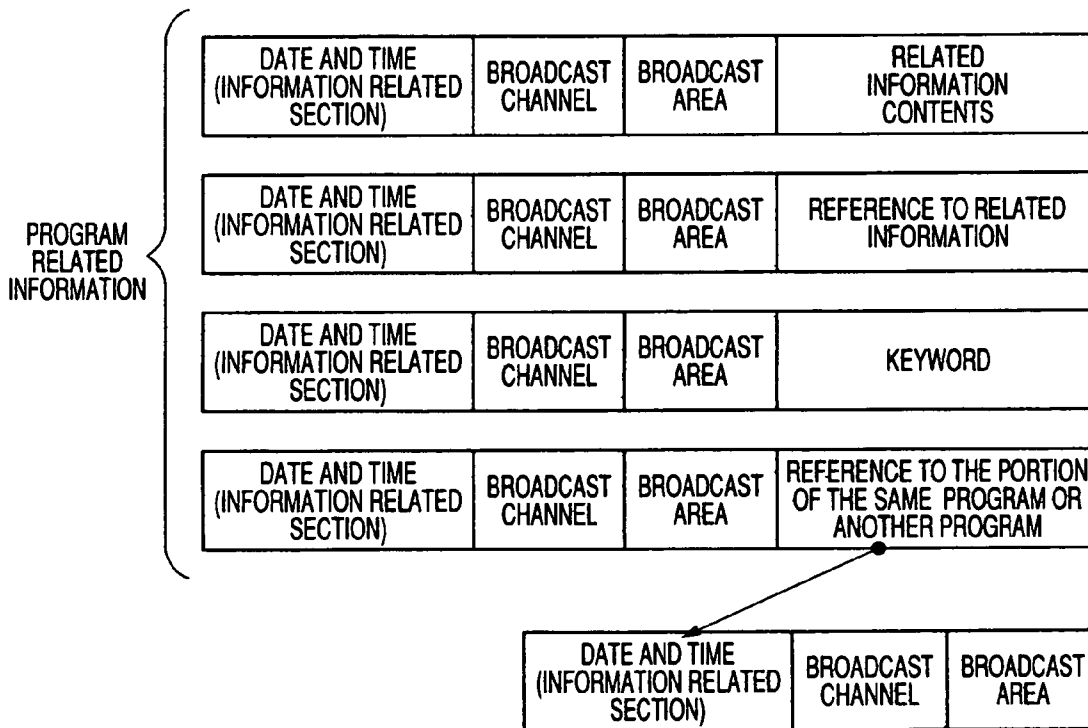 DATE AND TIME
(INFORMATION RELATED
SECTION)
BROADCAST
CHANNEL
BROADCAST
AREA
RELATED
INFORMATION
CONTENTS
DATE AND TIME
(INFORMATION RELATED
SECTION)
BROADCAST
CHANNEL
BROADCAST
AREA
REFERENCE TO RELATED
INFORMATION
PROGRAM
RELATED
INFORMATION
DATE AND TIME
(INFORMATION RELATED
SECTION)
BROADCAST
CHANNEL
BROADCAST
AREA
KEYWORD
DATE AND TIME
(INFORMATION RELATED
SECTION)
BROADCAST
CHANNEL
BROADCAST
AREA
REFERENCE TO THE PORTION
OF THE SAME PROGRAM OR
ANOTHER PROGRAM
DATE AND TIME
(INFORMATION RELATED
SECTION)
BROADCAST
CHANNEL
BROADCAST
AREA